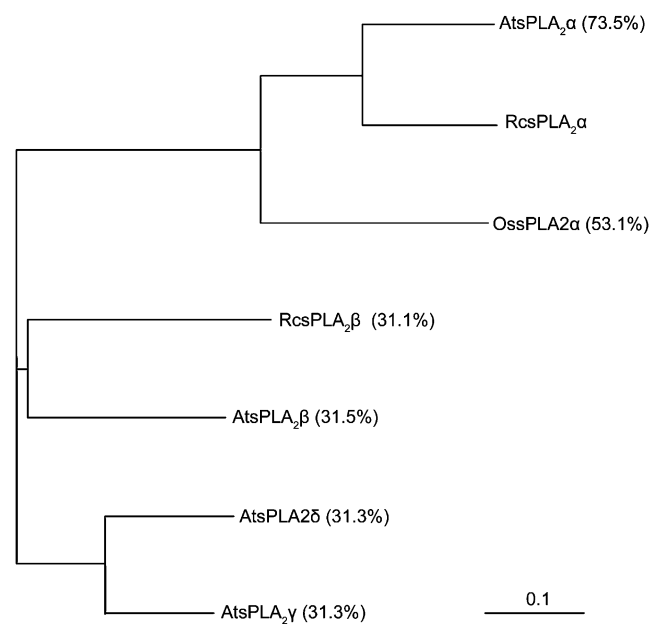 AtsPLA₂α (73.5%)
RcsPLA₂α
OssPLA2α (53.1%)
RcsPLA₂β (31.1%)
AtsPLA₂β (31.5%)
AtsPLA2δ (31.3%)
AtsPLA₂γ (31.3%)
0.1